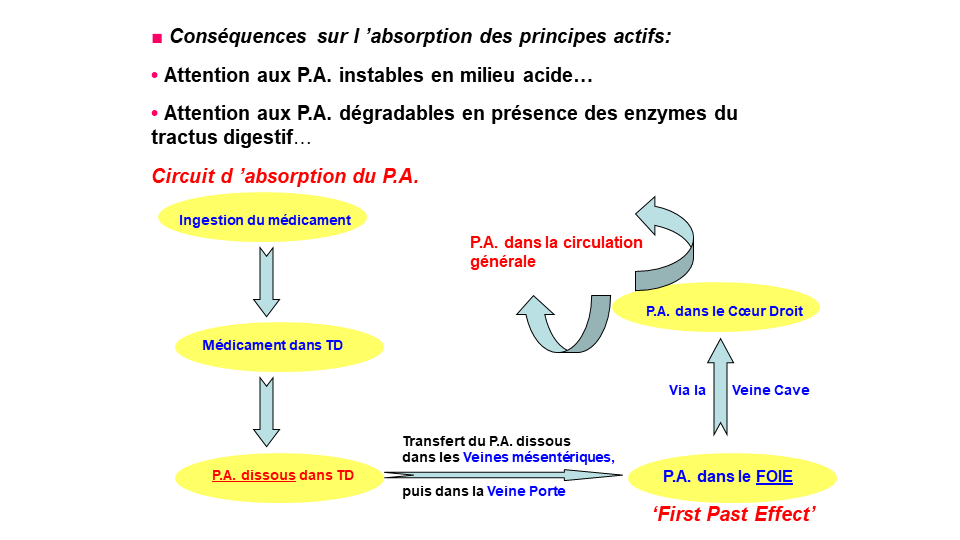 ■ Conséquences sur l ’absorption des principes actifs:
• Attention aux P.A. instables en milieu acide…
• Attention aux P.A. dégradables en présence des enzymes du
tractus digestif…
Circuit d ’absorption du P.A.
Ingestion du médicament
Médicament dans TD
P.A. dissous dans TD
Transfert du P.A. dissous
dans les Veines mésentériques,
puis dans la Veine Porte
P.A. dans le FOIE
‘First Past Effect’
Via la Veine Cave
P.A. dans le Cœur Droit
P.A. dans la circulation
générale